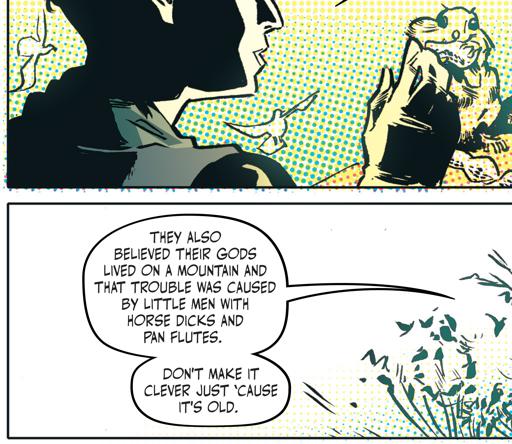 THEY ALSO
BELIEVED THEIR GODS
LIVED ON A MOUNTAIN AND
THAT TROUBLE WAS CAUSED
BY LITTLE MEN WITH
HORSE DICKS AND
PAN FLUTES.
DON'T MAKE IT
CLEVER JUST 'CAUSE
IT'S OLD.